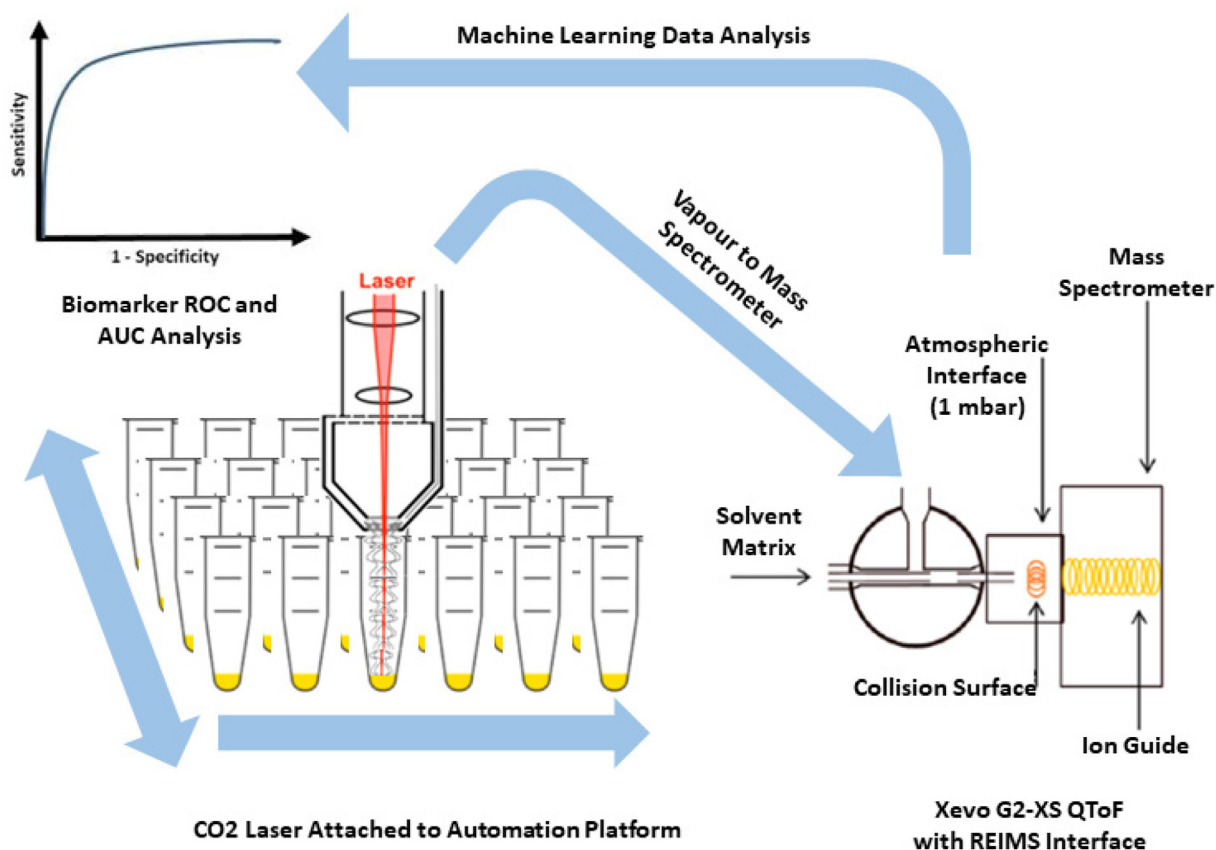 Machine Learning Data Analysis
Sensitivity
1 - Specificity
Biomarker ROC and
AUC Analysis
Laser
Vapour to Mass
Spectrometer
Mass
Spectrometer
Atmospheric
Interface
(1 mbar)
Solvent
Matrix
Collision Surface
Ion Guide
CO2 Laser Attached to Automation Platform
Xevo G2-XS QToF
with REIMS Interface